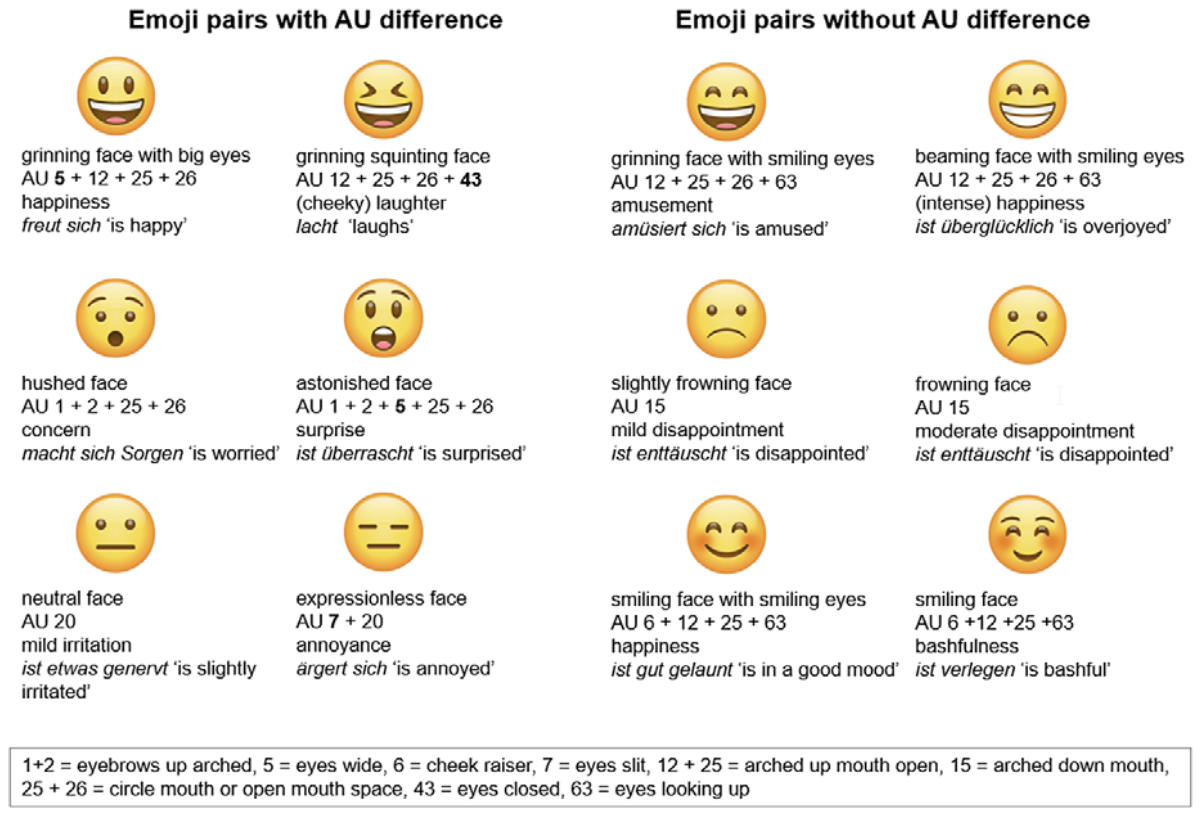 Emoji pairs with AU difference
Emoji pairs without AU difference
grinning face with big eyes
AU 5 + 12 + 25 + 26
happiness
freut sich ‘is happy’
grinning squinting face
AU 12 + 25 + 26 + 43
(cheeky) laughter
lacht ‘laughs‘
grinning face with smiling eyes
AU 12 + 25 + 26 + 63
amusement
amüsiert sich ‘is amused’
beaming face with smiling eyes
AU 12 + 25 + 26 + 63
(intense) happiness
ist überglücklich ‘is overjoyed’
hushed face
AU 1 + 2 + 25 + 26
concern
macht sich Sorgen ‘is worried’
astonished face
AU 1 + 2 + 5 + 25 + 26
surprise
ist überrascht ‘is surprised’
slightly frowning face
AU 15
mild disappointment
ist enttäuscht ‘is disappointed’
frowning face
AU 15
moderate disappointment
ist enttäuscht ‘is disappointed’
neutral face
AU 20
mild irritation
ist etwas genervt ‘is slightly
irritated’
expressionless face
AU 7 + 20
annoyance
ärgert sich ‘is annoyed’
smiling face with smiling eyes
AU 6 + 12 + 25 + 63
happiness
ist gut gelaunt ‘is in a good mood’
smiling face
AU 6 +12 +25 +63
bashfulness
ist verlegen ‘is bashful’
1+2 = eyebrows up arched, 5 = eyes wide, 6 = cheek raiser, 7 = eyes slit, 12 + 25 = arched up mouth open, 15 = arched down mouth,
25 + 26 = circle mouth or open mouth space, 43 = eyes closed, 63 = eyes looking up